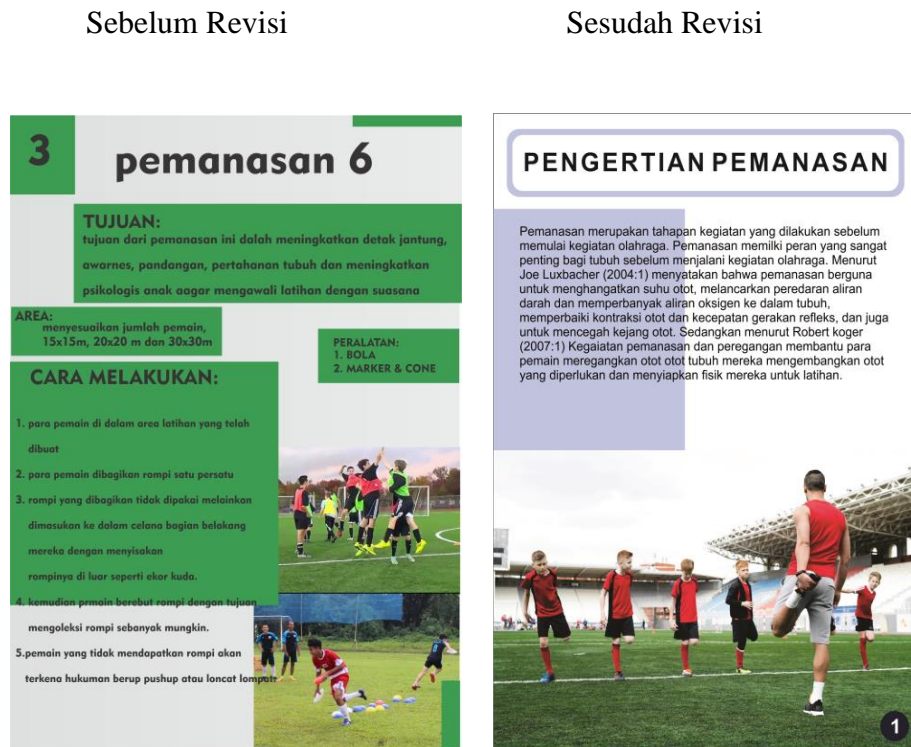 Sebelum Revisi
Sesudah Revisi
3
pemanasan 6
TUJUAN:
tujuan dari pemanasan ini dalah meningkatkan detak jantung,
awarnes, pandangan, pertahanan tubuh dan meningkatkan
psikologis anak aagar mengawali latihan dengan suasana
AREA:
menyesuaikan jumlah pemain,
15x15m, 20x20 m dan 30x30m
PERALATAN:
1. BOLA
2. MARKER & CONE
CARA MELAKUKAN:
1. para pemain di dalam area latihan yang telah
dibuat
2. para pemain dibagikan rompi satu persatu
3. rompi yang dibagikan tidak dipakai melainkan
dimasukan ke dalam celana bagian belakang
mereka dengan menyisakan
rompinya di luar seperti ekor kuda.
4. kemudian prmain berebut rompi dengan tujuan
mengoleksi rompi sebanyak mungkin.
5.pemain yang tidak mendapatkan rompi akan
terkena hukuman berup pushup atau loncat lompatr
PENGERTIAN PEMANASAN
Pemanasan merupakan tahapan kegiatan yang dilakukan sebelum
memulai kegiatan olahraga. Pemanasan memilki peran yang sangat
penting bagi tubuh sebelum menjalani kegiatan olahraga. Menurut
Joe Luxbacher (2004:1) menyatakan bahwa pemanasan berguna
untuk menghangatkan suhu otot, melancarkan peredaran aliran
darah dan memperbanyak aliran oksigen ke dalam tubuh,
memperbaiki kontraksi otot dan kecepatan gerakan refleks, dan juga
untuk mencegah kejang otot. Sedangkan menurut Robert koger
(2007:1) Kegaiatan pemanasan dan peregangan membantu para
pemain meregangkan otot otot tubuh mereka mengembangkan otot
yang diperlukan dan menyiapkan fisik mereka untuk latihan.
1